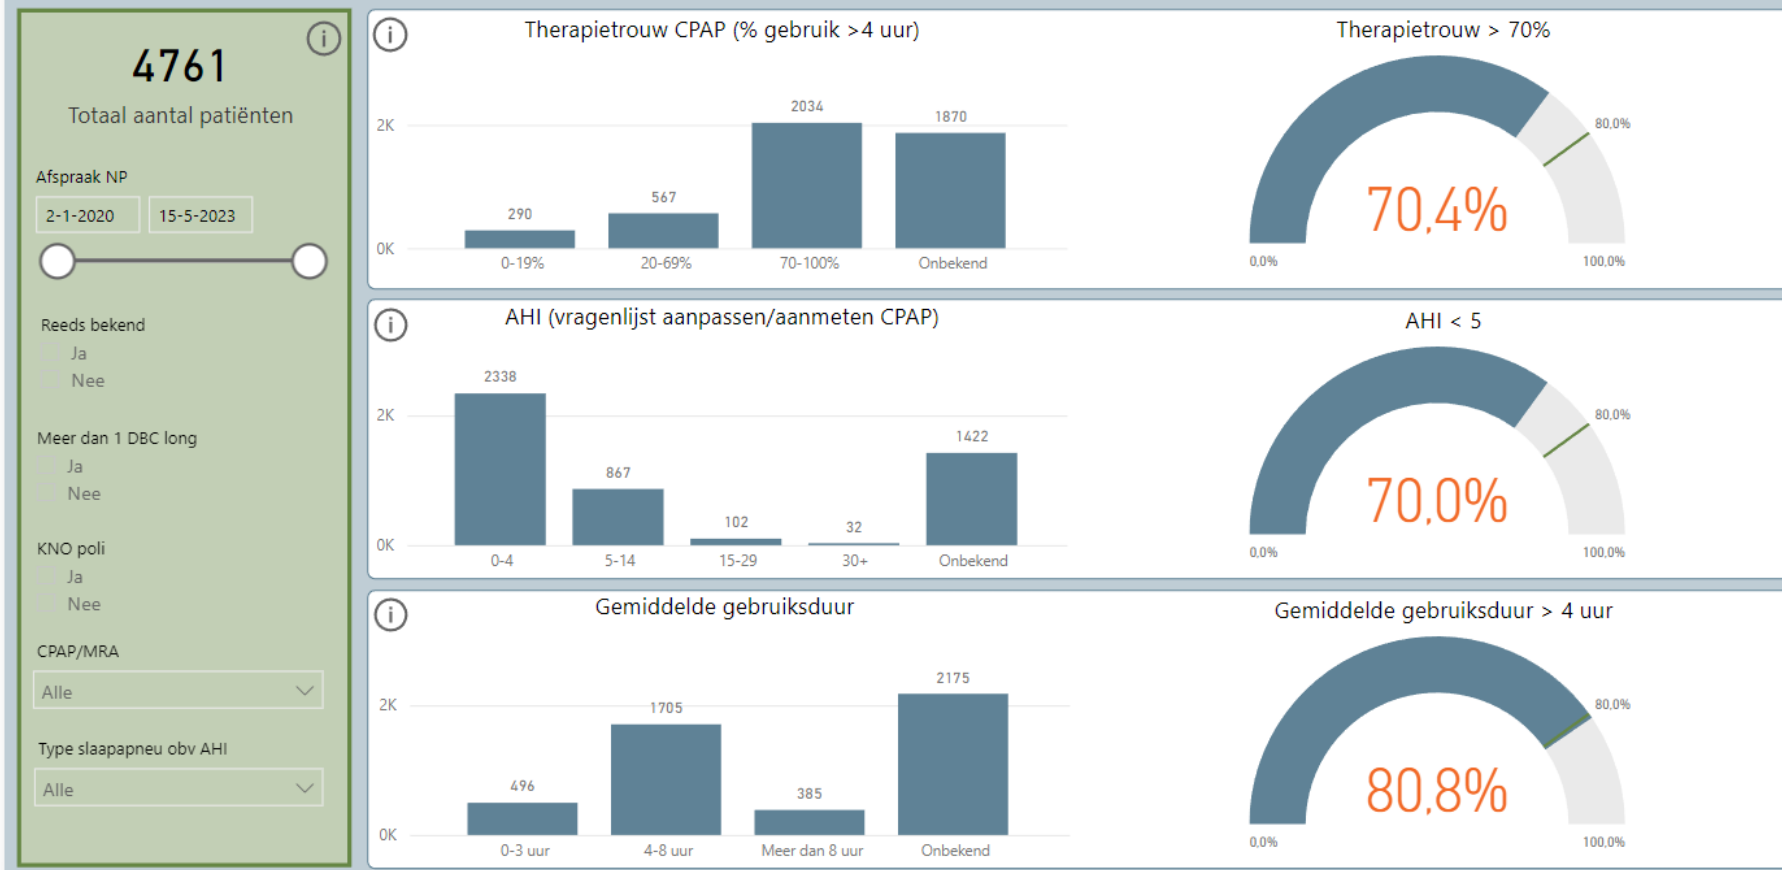 4761
Totaal aantal patiënten
Afspraak NP
2-1-2020 15-5-2023
Reeds bekend
Ja
Nee
Meer dan 1 DBC long
Ja
Nee
KNO poli
Ja
Nee
CPAP/MRA
Alle
Type slaapapneu obv AHI
Alle
Therapietrouw CPAP (% gebruik >4 uur)
2K
0K
290
567
2034
1870
0-19%
20-69%
70-100%
Onbekend
Therapietrouw > 70%
80,0%
70,4%
0,0%
100,0%
AHI (vragenlijst aanpassen/aanmeten CPAP)
2K
0K
2338
867
102
32
1422
0-4
5-14
15-29
30+
Onbekend
AHI < 5
80,0%
70,0%
0,0%
100,0%
Gemiddelde gebruiksduur
2K
0K
496
1705
385
2175
0-3 uur
4-8 uur
Meer dan 8 uur
Onbekend
Gemiddelde gebruiksduur > 4 uur
80,0%
80,8%
0,0%
100,0%